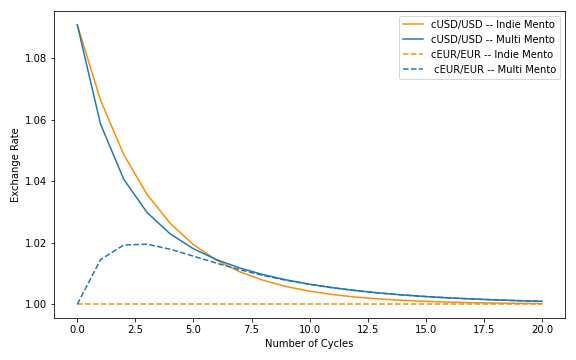 cUSD/USD -- Indie Mento
cUSD/USD -- Multi Mento
cEUR/EUR -- Indie Mento
cEUR/EUR -- Multi Mento
Exchange Rate
1.08
1.06
1.04
1.02
1.00
0.0 2.5 5.0 7.5 10.0 12.5 15.0 17.5 20.0
Number of Cycles